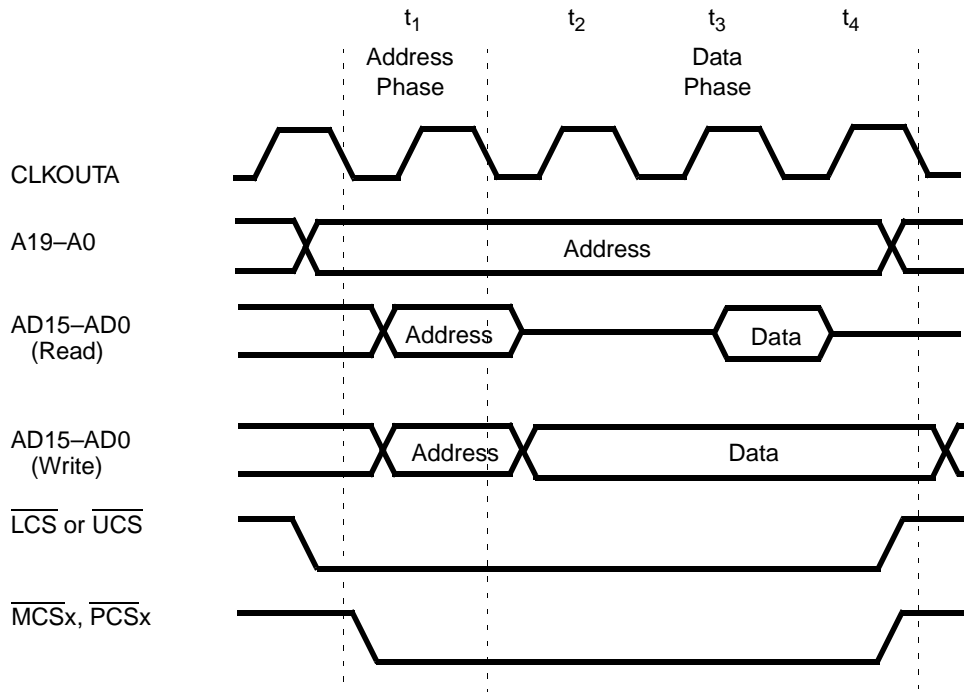 t1 t2 t3 t4
Address Data
Phase Phase
CLKOUTA
A19–A0 Address
AD15–AD0
(Read) Address Data
AD15–AD0
(Write) Address Data
LCS or UCS
MCSx, PCSx